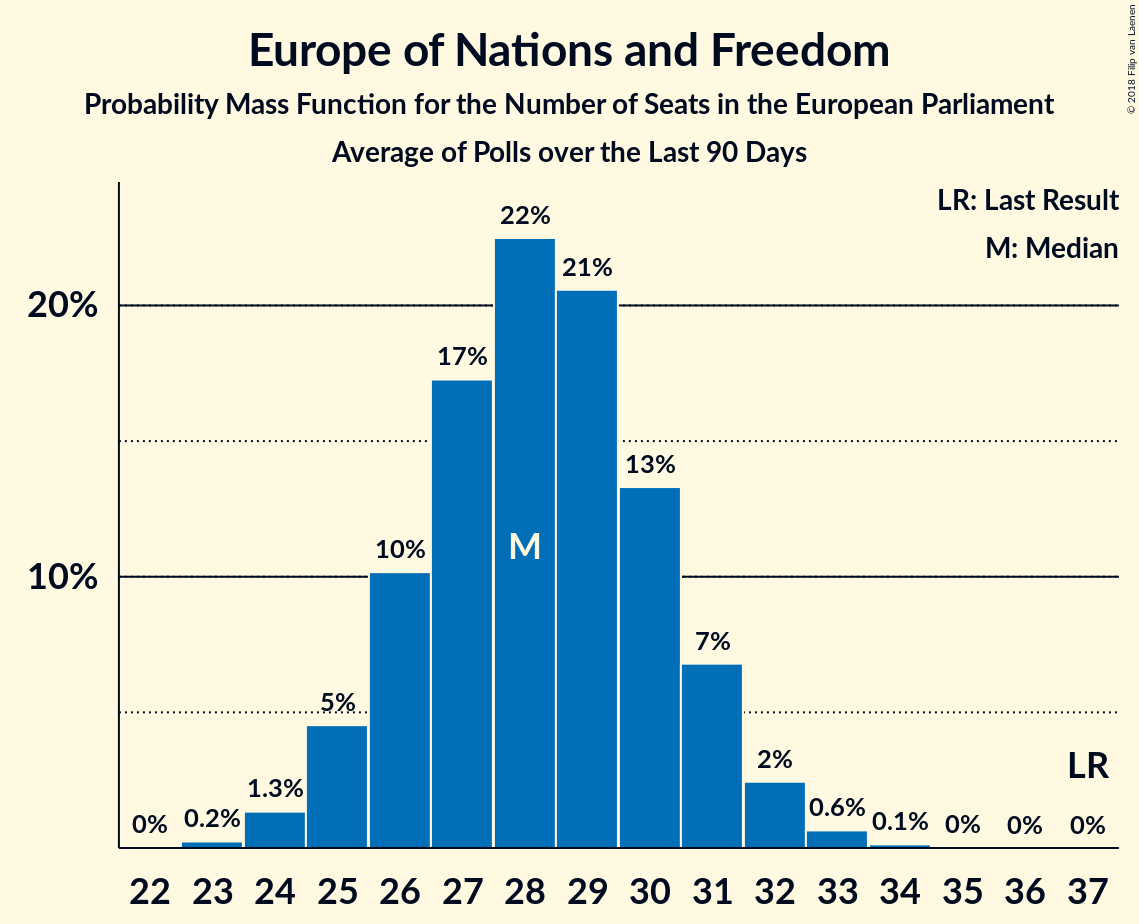 Europe of Nations and Freedom
Probability Mass Function for the Number of Seats in the European Parliament
Average of Polls over the Last 90 Days
© 2018 Filip van Laenen
LR: Last Result
M: Median
22%
21%
20%
17%
13%
M
10%
10%
7%
5%
2%
LR
1.3%
0.6%
0% 0.2% 0.1% 0% 0% 0%
22 23 24 25 26 27 28 29 30 31 32 33 34 35 36 37